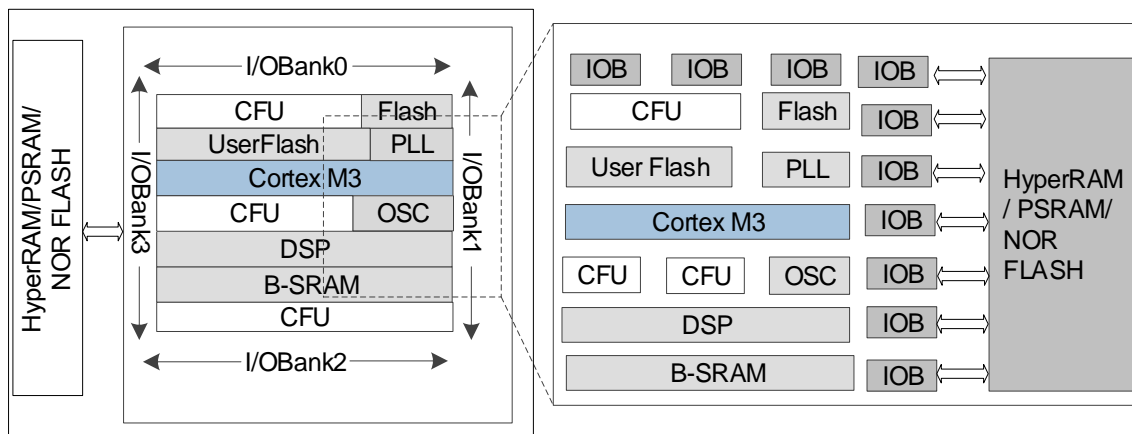 HyperRAM/PSRAM/
NOR FLASH
I/OBank0
I/OBank3
CFU
Flash
UserFlash
PLL
Cortex M3
CFU
OSC
DSP
B-SRAM
CFU
I/OBank1
I/OBank2
IOB
IOB
IOB
IOB
CFU
Flash
IOB
User Flash
PLL
IOB
Cortex M3
IOB
CFU
CFU
OSC
IOB
DSP
IOB
B-SRAM
IOB
HyperRAM
/ PSRAM/
NOR
FLASH